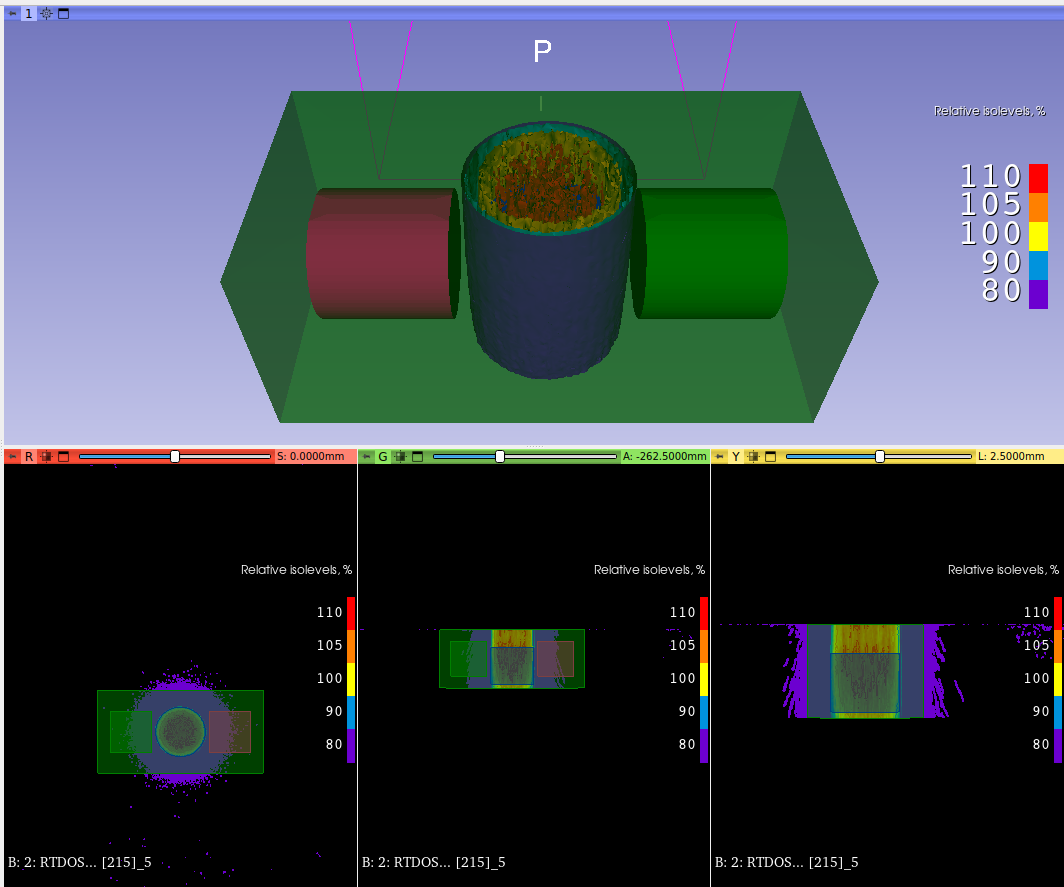 1
P
Relative isolevels, %
110
105
100
90
80
R S: 0.0000mm
G A: -262.5000mm
Y L: 2.5000mm
Relative isolevels, %
110
105
100
90
80
B: 2: RTDOS... [215]_5
Relative isolevels, %
110
105
100
90
80
B: 2: RTDOS... [215]_5
Relative isolevels, %
110
105
100
90
80
B: 2: RTDOS... [215]_5